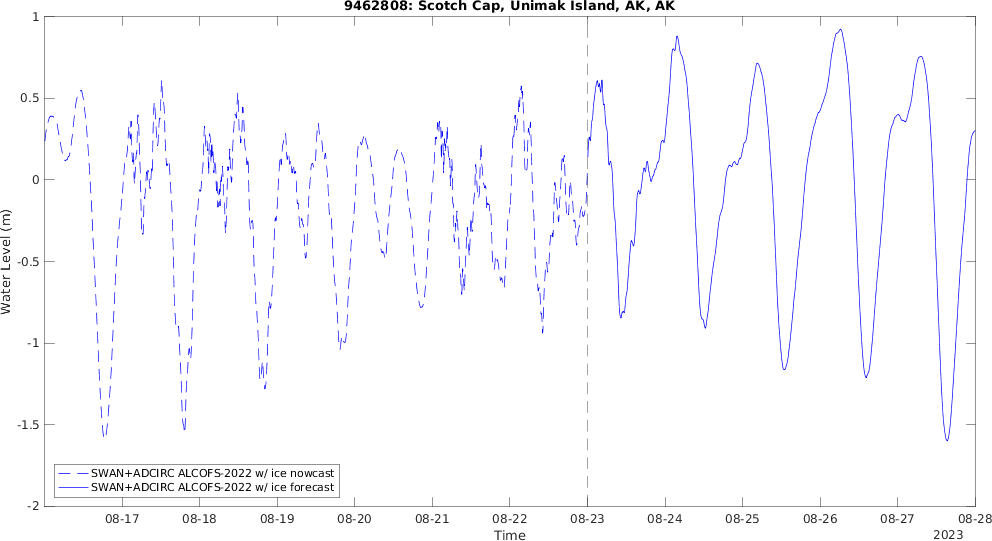 9462808: Scotch Cap, Unimak Island, AK, AK
1
0.5
0
-0.5
-1
-1.5
-2
Water Level (m)
SWAN+ADCIRC ALCOFS-2022 w/ ice nowcast
SWAN+ADCIRC ALCOFS-2022 w/ ice forecast
08-17 08-18 08-19 08-20 08-21 08-22 08-23 08-24 08-25 08-26 08-27 08-28
Time
2023